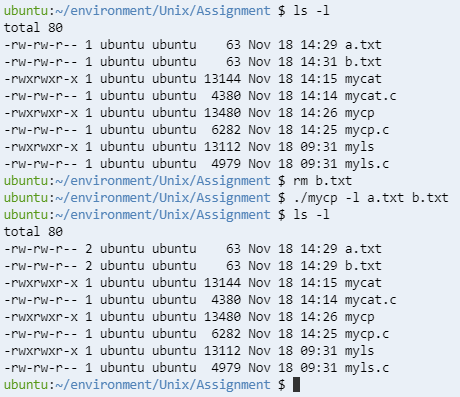 ubuntu:~/environment/Unix/Assignment $ ls -l
total 80
-rw-rw-r-- 1 ubuntu ubuntu    63 Nov 18 14:29 a.txt
-rw-rw-r-- 1 ubuntu ubuntu    63 Nov 18 14:31 b.txt
-rwxrwxr-x 1 ubuntu ubuntu 13144 Nov 18 14:15 mycat
-rw-rw-r-- 1 ubuntu ubuntu  4380 Nov 18 14:14 mycat.c
-rwxrwxr-x 1 ubuntu ubuntu 13480 Nov 18 14:26 mycp
-rw-rw-r-- 1 ubuntu ubuntu  6282 Nov 18 14:25 mycp.c
-rwxrwxr-x 1 ubuntu ubuntu 13112 Nov 18 09:31 myls
-rw-rw-r-- 1 ubuntu ubuntu  4979 Nov 18 09:31 myls.c
ubuntu:~/environment/Unix/Assignment $ rm b.txt
ubuntu:~/environment/Unix/Assignment $ ./mycp -l a.txt b.txt
ubuntu:~/environment/Unix/Assignment $ ls -l
total 80
-rw-rw-r-- 2 ubuntu ubuntu    63 Nov 18 14:29 a.txt
-rw-rw-r-- 2 ubuntu ubuntu    63 Nov 18 14:29 b.txt
-rwxrwxr-x 1 ubuntu ubuntu 13144 Nov 18 14:15 mycat
-rw-rw-r-- 1 ubuntu ubuntu  4380 Nov 18 14:14 mycat.c
-rwxrwxr-x 1 ubuntu ubuntu 13480 Nov 18 14:26 mycp
-rw-rw-r-- 1 ubuntu ubuntu  6282 Nov 18 14:25 mycp.c
-rwxrwxr-x 1 ubuntu ubuntu 13112 Nov 18 09:31 myls
-rw-rw-r-- 1 ubuntu ubuntu  4979 Nov 18 09:31 myls.c
ubuntu:~/environment/Unix/Assignment $